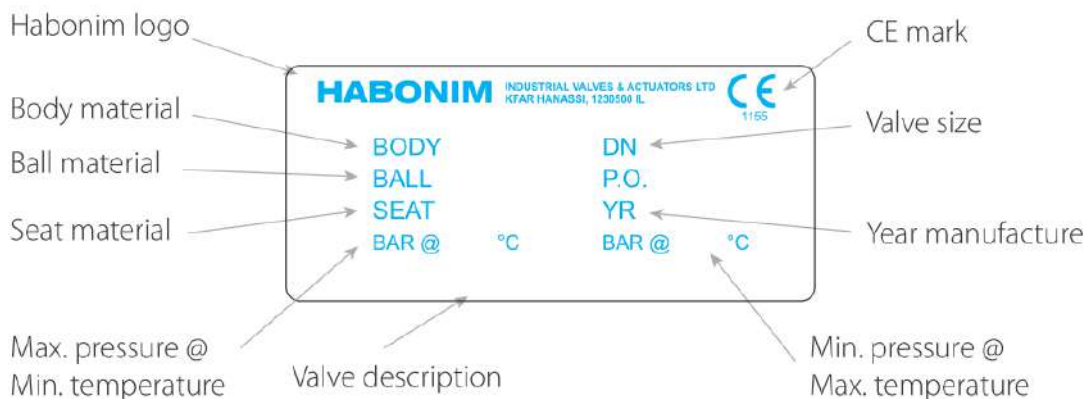 Habonim logo
CE mark
HABONIM INDUSTRIAL VALVES & ACTUATORS LTD
KFAR HANASSI, 1230500 IL
CE
1155
Body material
BODY DN
Valve size
Ball material
BALL P.O.
Seat material
SEAT YR
Year manufacture
BAR @ °C BAR @ °C
Max. pressure @
Min. temperature
Valve description
Min. pressure @
Max. temperature